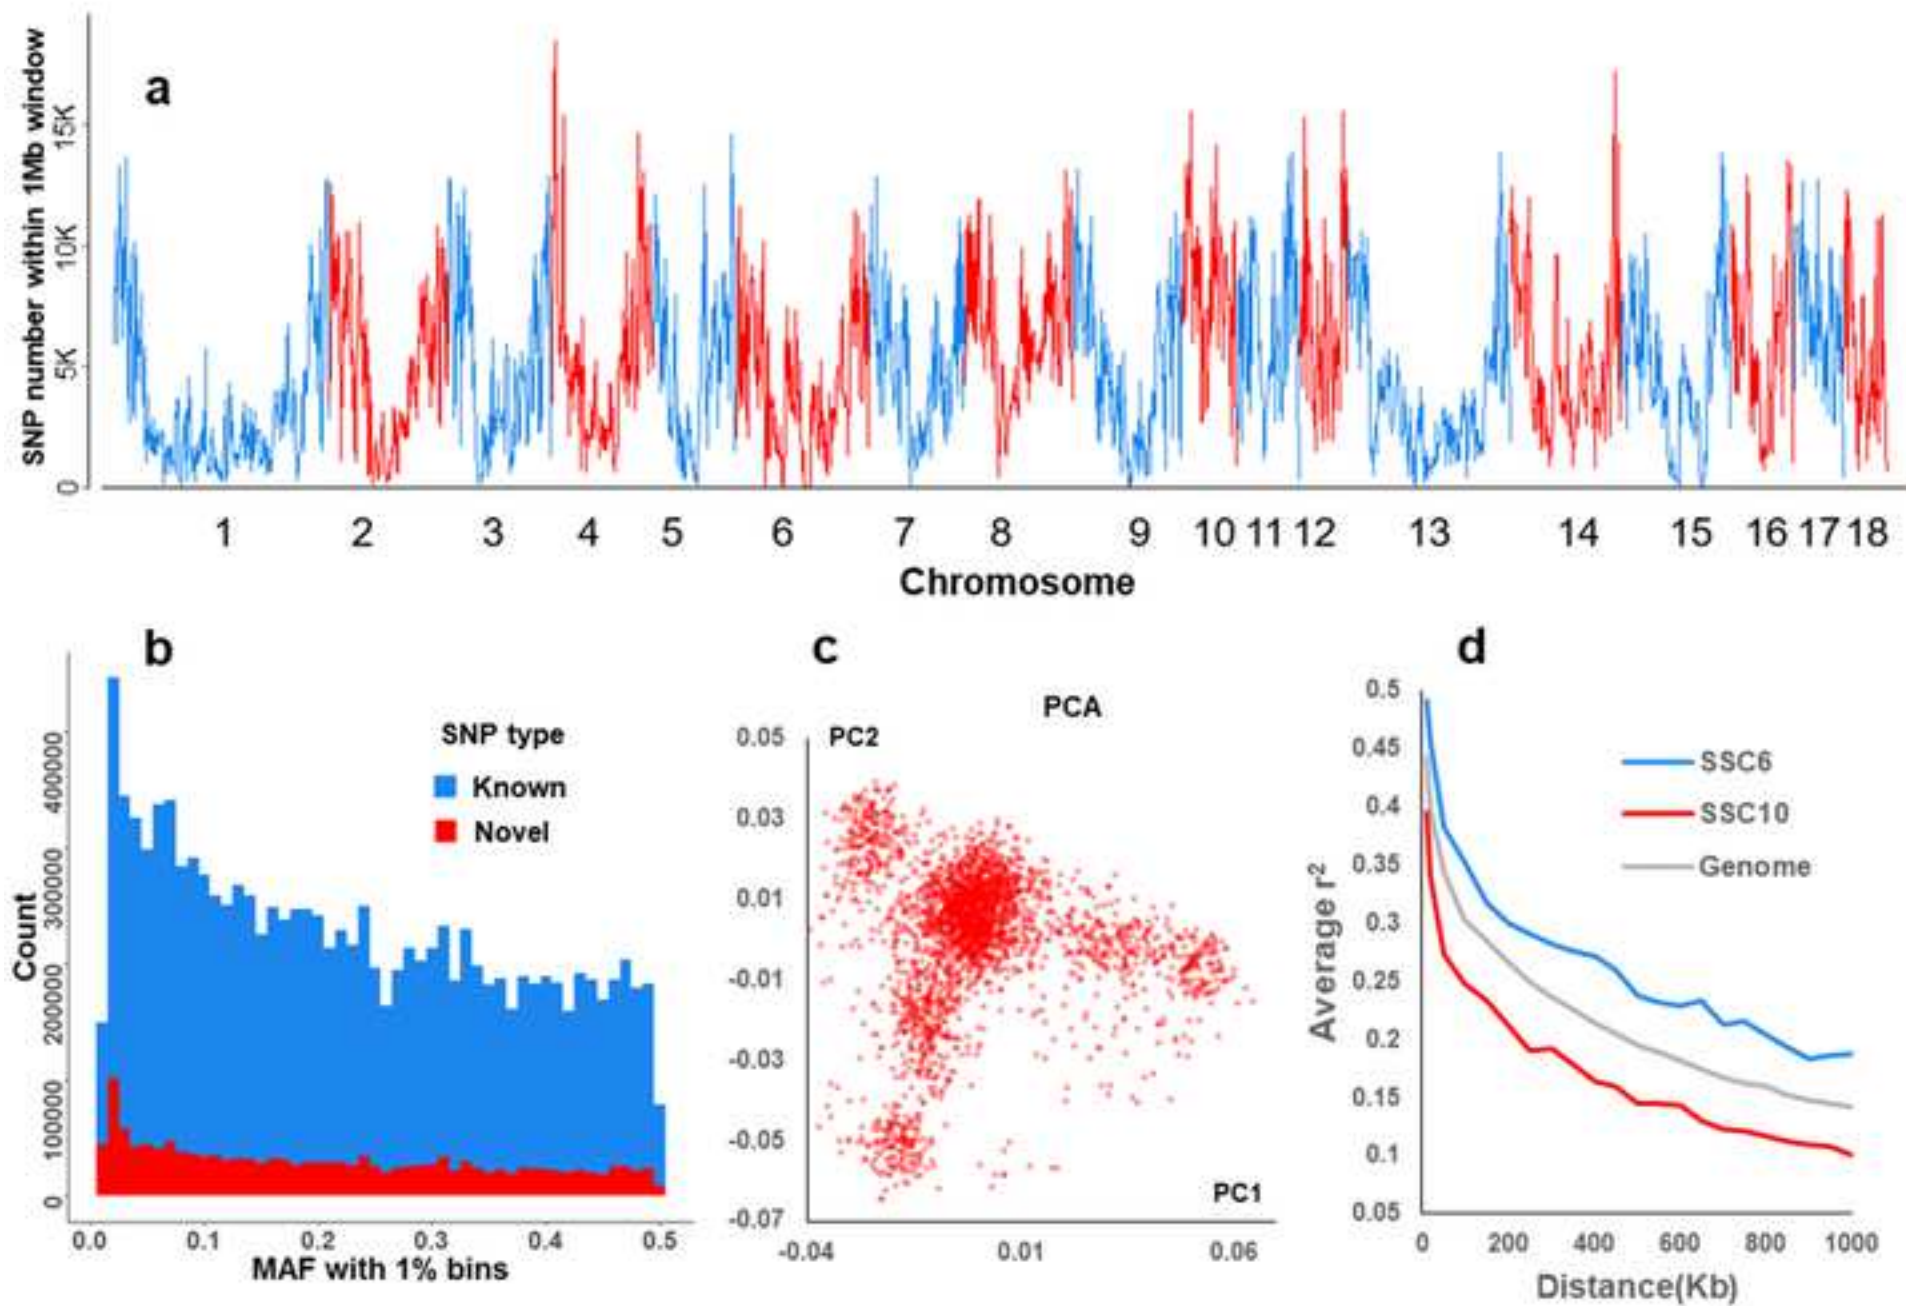 a
SNP number within 1Mb window
15K
10K
5K
0
1 2 3 4 5 6 7 8 9 10 11 12 13 14 15 16 17 18
Chromosome
b
SNP type
Known
Novel
Count
400000
300000
200000
100000
0
0.0 0.1 0.2 0.3 0.4 0.5
MAF with 1% bins
c
PCA
PC2
0.05
0.03
0.01
-0.01
-0.03
-0.05
-0.07
PC1
-0.04 0.01 0.06
d
0.5
0.45
0.4
0.35
0.3
0.25
0.2
0.15
0.1
0.05
Average r²
SSC6
SSC10
Genome
0 200 400 600 800 1000
Distance(Kb)